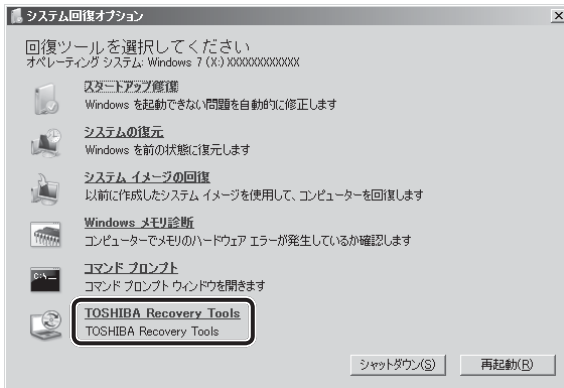 システム回復オプション
回復ツールを選択してください
オペレーティング システム: Windows 7 (X:) XXXXXXXXXXXX
スタートアップ修復
Windows を起動できない問題を自動的に修正します
システムの復元
Windows を前の状態に復元します
システム イメージの回復
以前に作成したシステム イメージを使用して、コンピューターを回復します
Windows メモリ診断
コンピューターでメモリのハードウェア エラーが発生しているか確認します
C:\_
コマンド プロンプト
コマンド プロンプト ウィンドウを開きます
TOSHIBA Recovery Tools
TOSHIBA Recovery Tools
シャットダウン(S)
再起動(R)